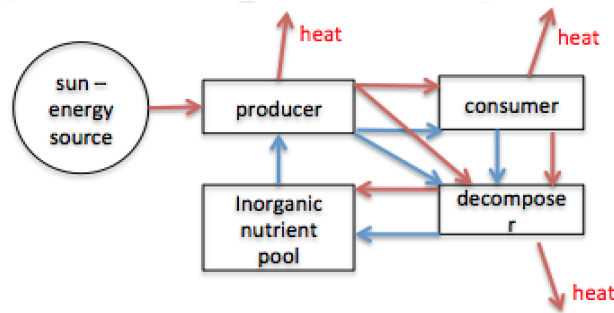 heat
heat
sun –
energy
source
producer
consumer
Inorganic
nutrient
pool
decompose
r
heat